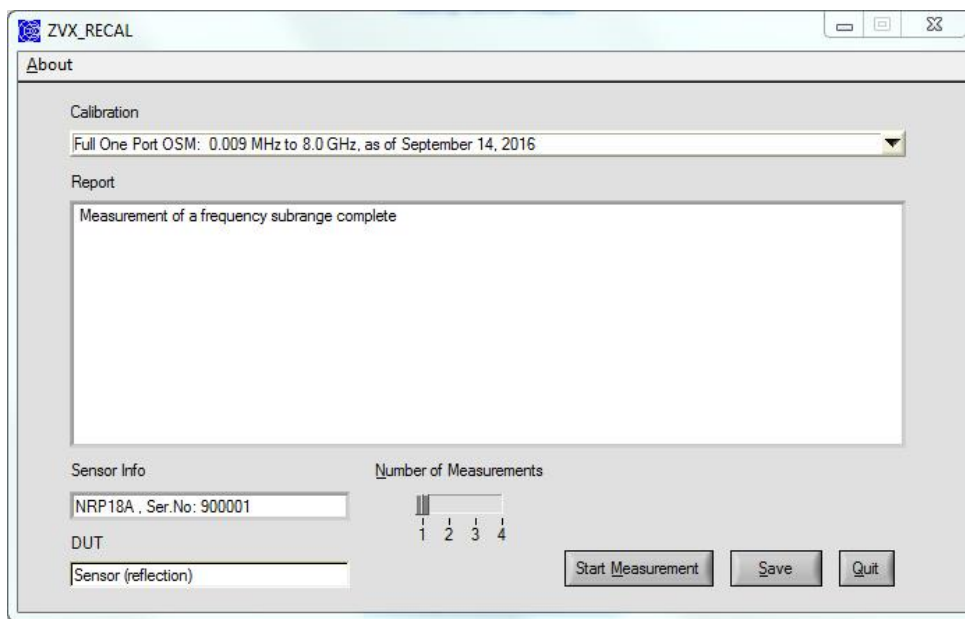 ZVX_RECAL
About
Calibration
Full One Port OSM: 0.009 MHz to 8.0 GHz, as of September 14, 2016
Report
Measurement of a frequency subrange complete
Sensor Info
NRP18A , Ser.No: 900001
Number of Measurements
1 2 3 4
DUT
Sensor (reflection)
Start Measurement
Save
Quit